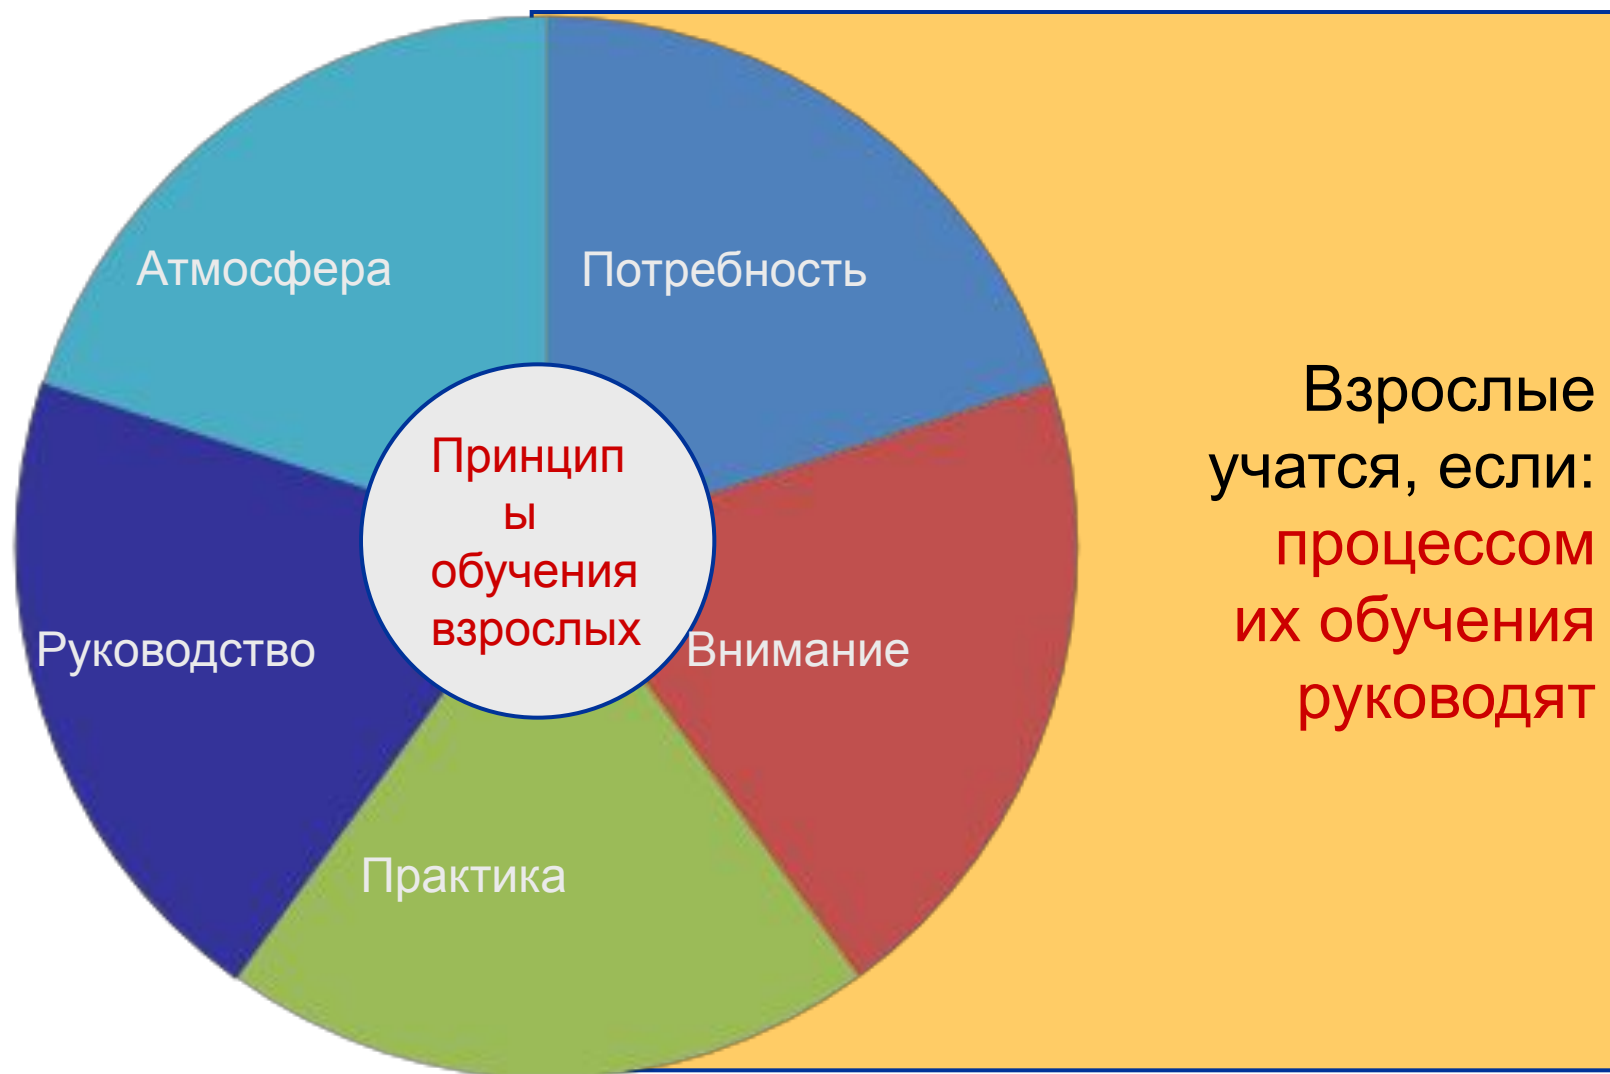 Атмосфера
Потребность
Принцип
ы
обучения
взрослых
Руководство
Внимание
Практика
Взрослые
учатся, если:
процессом
их обучения
руководят